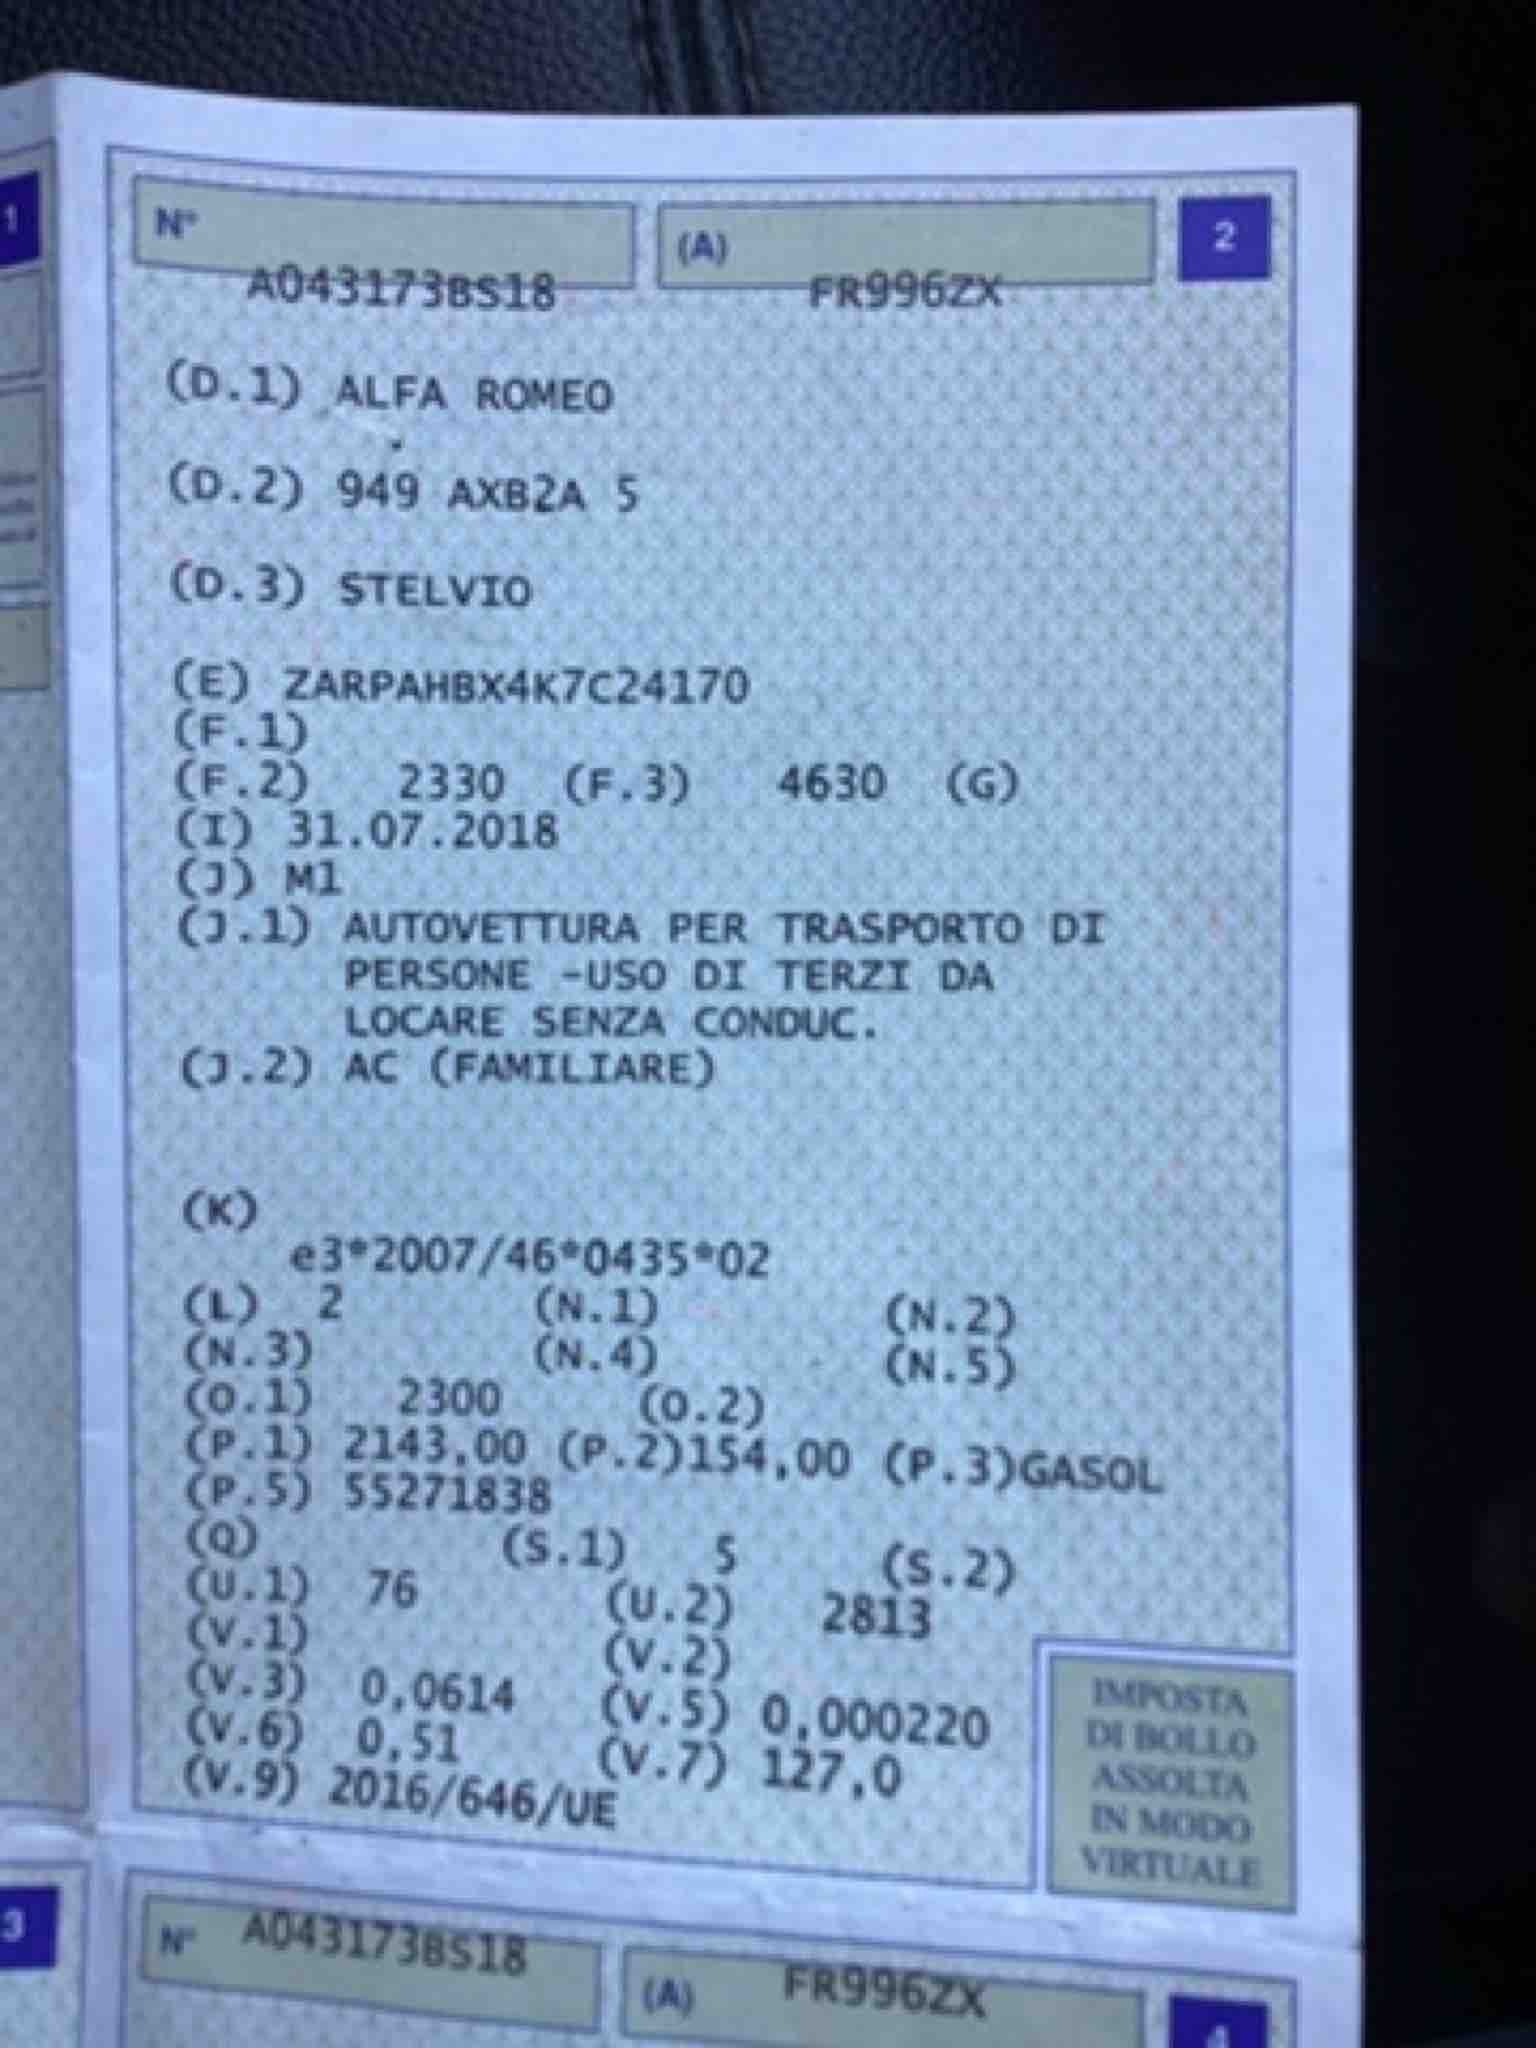 1
N° A043173BS18 (A) FR996ZX 2
(D.1) ALFA ROMEO
(D.2) 949 AXB2A 5
(D.3) STELVIO
(E) ZARPAHBX4K7C24170
(F.1)
(F.2) 2330 (F.3) 4630 (G)
(I) 31.07.2018
(J) M1
(J.1) AUTOVETTURA PER TRASPORTO DI
PERSONE -USO DI TERZI DA
LOCARE SENZA CONDUC.
(J.2) AC (FAMILIARE)
(K)
e3*2007/46*0435*02
(L) 2 (N.1) (N.2)
(N.3) (N.4) (N.5)
(O.1) 2300 (O.2)
(P.1) 2143,00 (P.2)154,00 (P.3)GASOL
(P.5) 55271838
(Q) (S.1) 5 (S.2)
(U.1) 76 (U.2) 2813
(V.1) (V.2)
(V.3) 0,0614 (V.5) 0,000220
(V.6) 0,51 (V.7) 127,0
(V.9) 2016/646/UE
IMPOSTA
DI BOLLO
ASSOLTA
IN MODO
VIRTUALE
3
N° A043173BS18 (A) FR996ZX 4